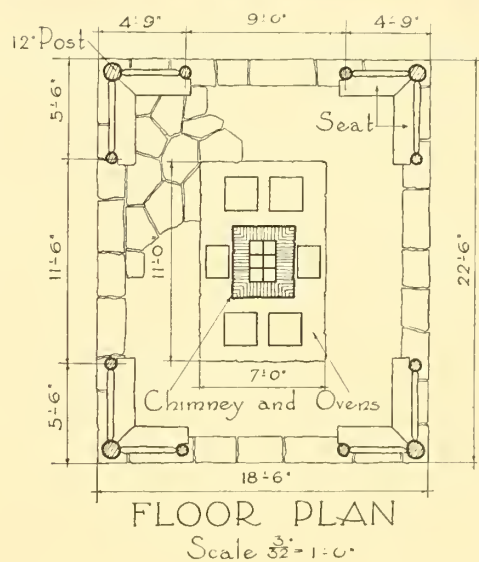 4'-9"
9'-0"
4'-9"
12" Post
5'-6"
Seat
11'-6"
11'-0"
22'-6"
7'-0"
Chimney and Ovens
5'-6"
18'-6"
FLOOR PLAN
Scale 3/32" = 1'-0"